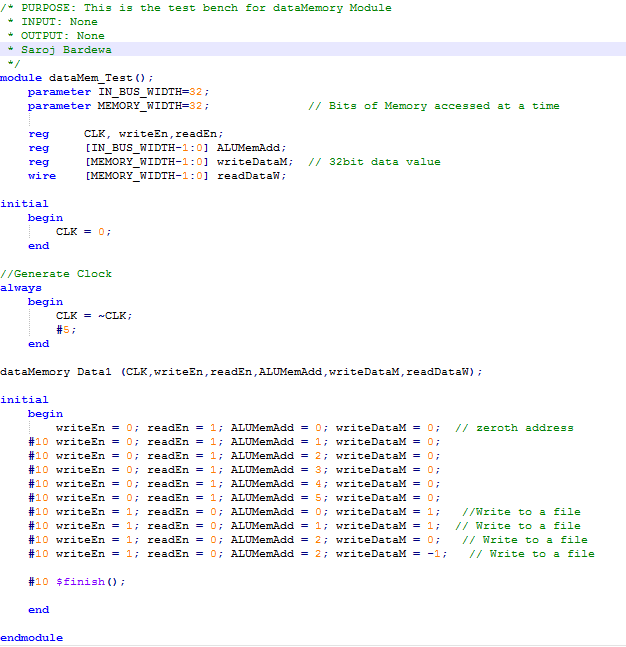 /* PURPOSE: This is the test bench for dataMemory Module
 * INPUT: None
 * OUTPUT: None
 * Saroj Bardewa
 */
module dataMem_Test();
    parameter IN_BUS_WIDTH=32;
    parameter MEMORY_WIDTH=32;              // Bits of Memory accessed at a time

    reg     CLK, writeEn,readEn;
    reg     [IN_BUS_WIDTH-1:0] ALUMemAdd;
    reg     [MEMORY_WIDTH-1:0] writeDataM;  // 32bit data value
    wire    [MEMORY_WIDTH-1:0] readDataW;

initial
    begin
        CLK = 0;
    end

//Generate Clock
always
    begin
        CLK = ~CLK;
        #5;
    end

dataMemory Data1 (CLK,writeEn,readEn,ALUMemAdd,writeDataM,readDataW);

initial
    begin
        writeEn = 0; readEn = 1; ALUMemAdd = 0; writeDataM = 0;  // zeroth address
    #10 writeEn = 0; readEn = 1; ALUMemAdd = 1; writeDataM = 0;
    #10 writeEn = 0; readEn = 1; ALUMemAdd = 2; writeDataM = 0;
    #10 writeEn = 0; readEn = 1; ALUMemAdd = 3; writeDataM = 0;
    #10 writeEn = 0; readEn = 1; ALUMemAdd = 4; writeDataM = 0;
    #10 writeEn = 0; readEn = 1; ALUMemAdd = 5; writeDataM = 0;
    #10 writeEn = 1; readEn = 0; ALUMemAdd = 0; writeDataM = 1;   //Write to a file
    #10 writeEn = 1; readEn = 0; ALUMemAdd = 1; writeDataM = 1;  // Write to a file
    #10 writeEn = 1; readEn = 0; ALUMemAdd = 2; writeDataM = 0;   // Write to a file
    #10 writeEn = 1; readEn = 0; ALUMemAdd = 2; writeDataM = -1;   // Write to a file

    #10 $finish();

    end

endmodule